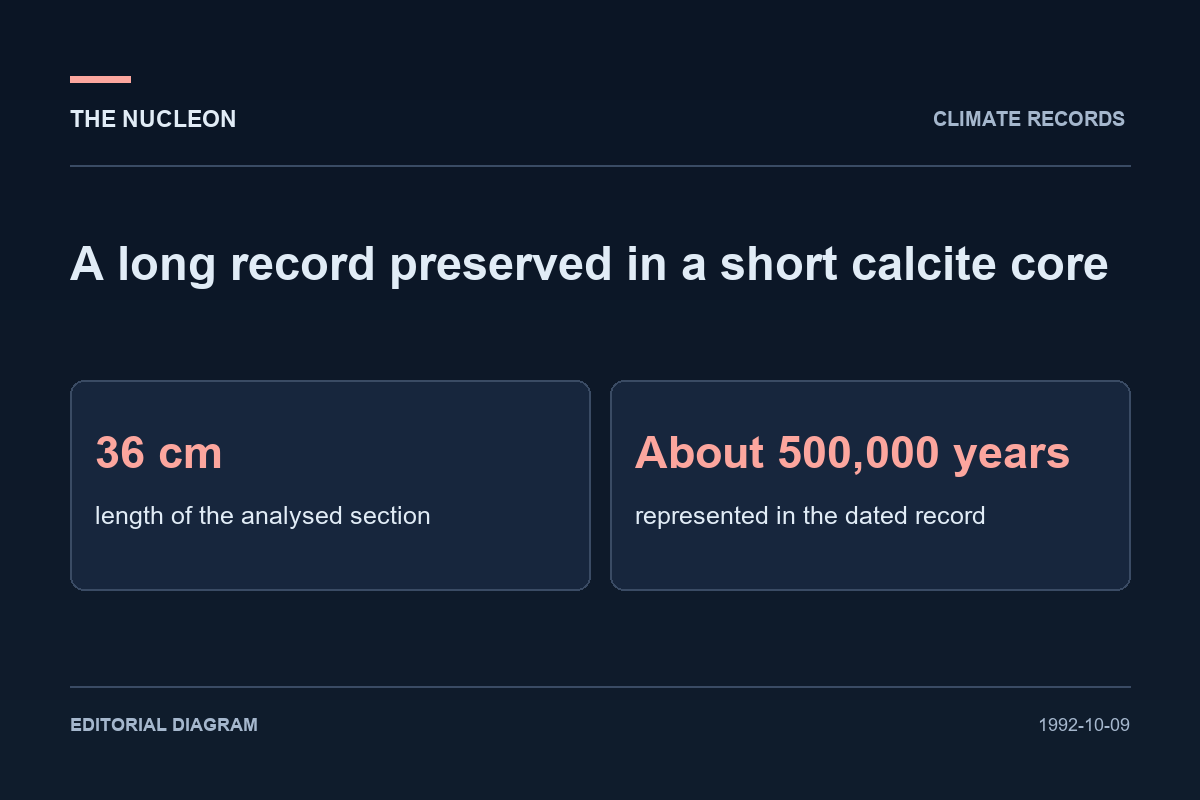 THE NUCLEON
CLIMATE RECORDS
A long record preserved in a short calcite core
36 cm
length of the analysed section
About 500,000 years
represented in the dated record
EDITORIAL DIAGRAM
1992-10-09